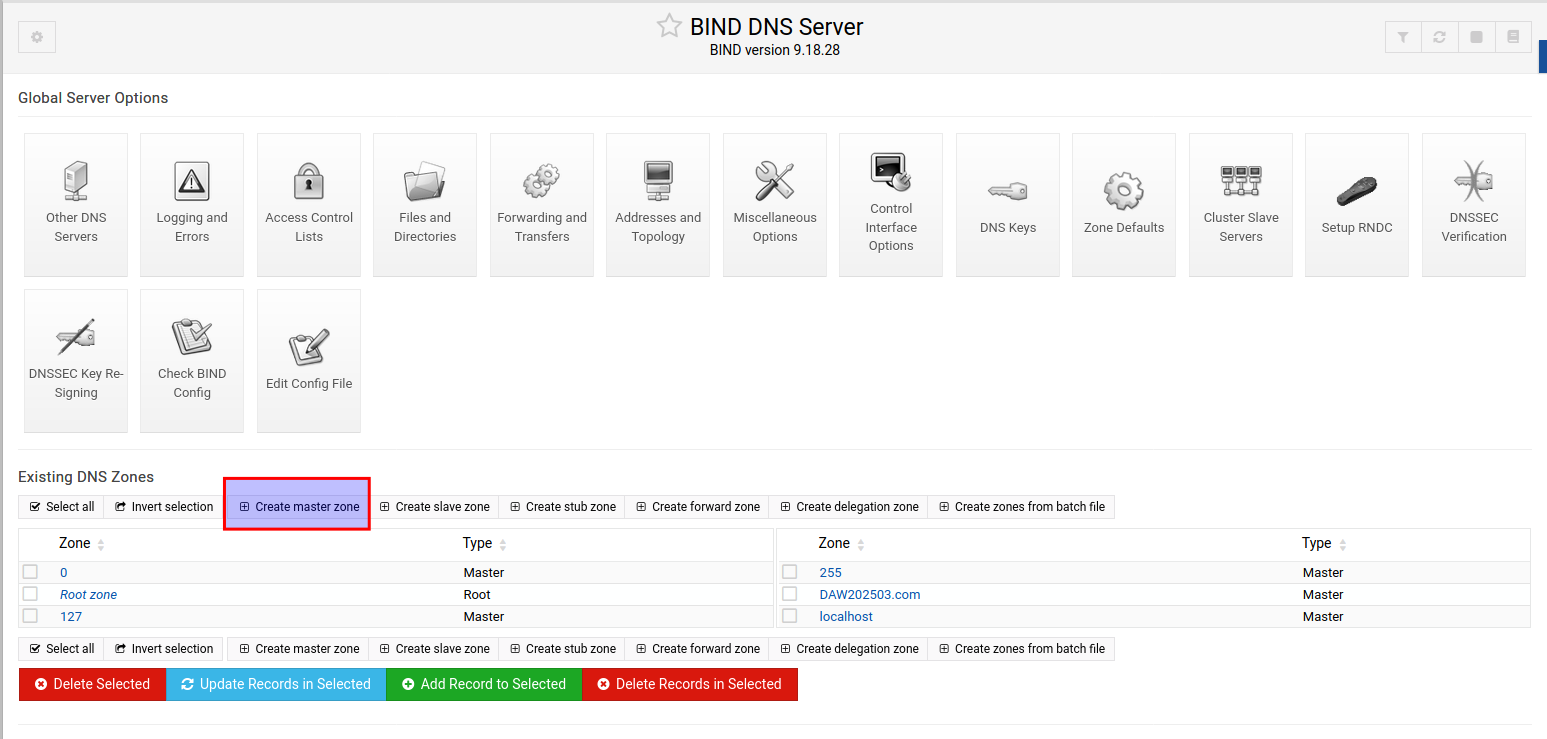 BIND DNS Server
BIND version 9.18.28
Global Server Options
Other DNS
Servers
Logging and
Errors
Access Control
Lists
Files and
Directories
Forwarding and
Transfers
Addresses and
Topology
Miscellaneous
Options
Control
Interface
Options
DNS Keys
Zone Defaults
Cluster Slave
Servers
Setup RNDC
DNSSEC
Verification
DNSSEC Key Re-
Signing
Check BIND
Config
Edit Config File
Existing DNS Zones
Select all Invert selection Create master zone Create slave zone Create stub zone Create forward zone Create delegation zone Create zones from batch file
Zone Type Zone Type
0 Master 255 Master
Root zone Root DAW202503.com Master
127 Master localhost Master
Select all Invert selection Create master zone Create slave zone Create stub zone Create forward zone Create delegation zone Create zones from batch file
Delete Selected Update Records in Selected Add Record to Selected Delete Records in Selected